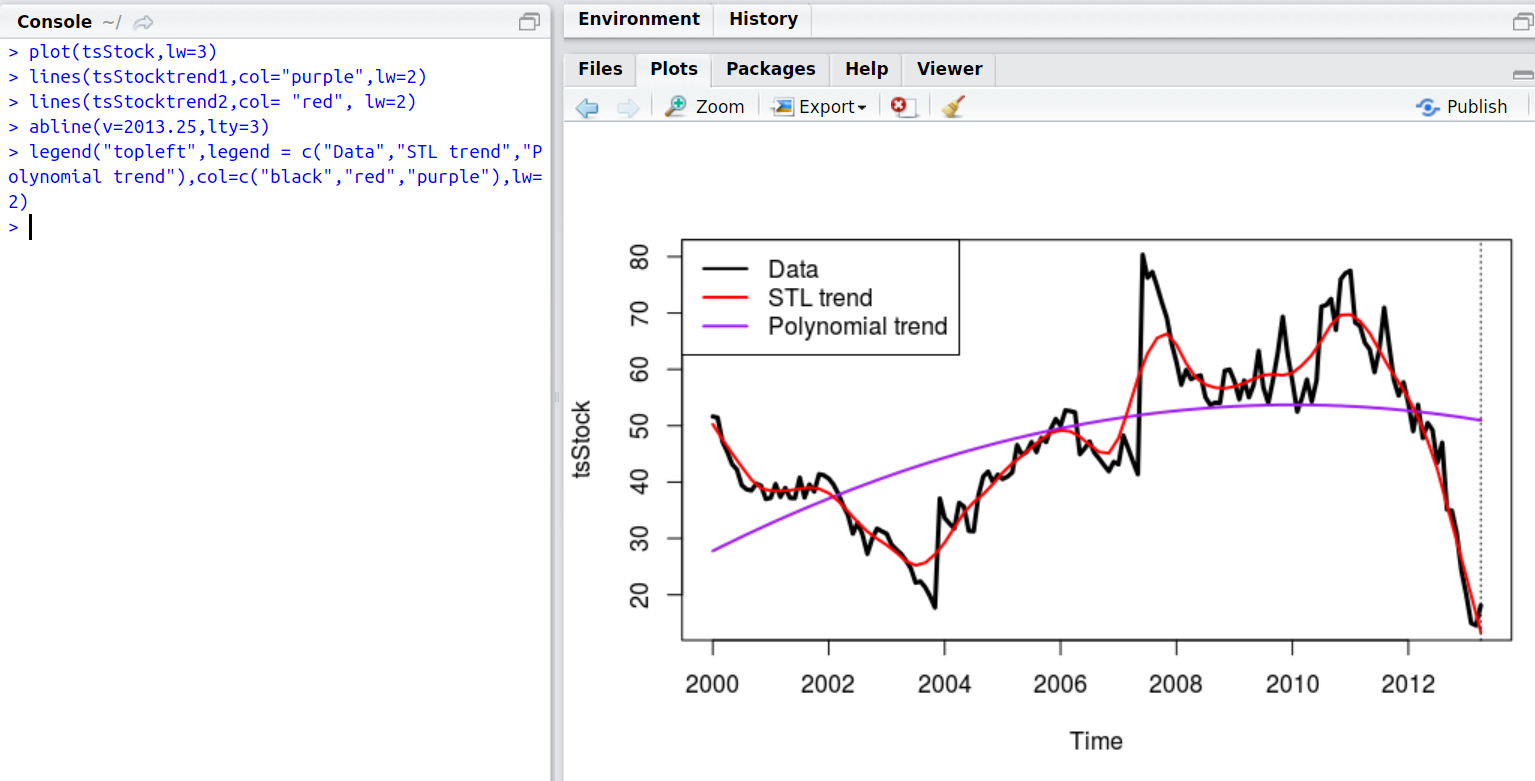 Console ~/
> plot(tsStock,lw=3)
> lines(tsStocktrend1,col="purple",lw=2)
> lines(tsStocktrend2,col= "red", lw=2)
> abline(v=2013.25,lty=3)
> legend("topleft",legend = c("Data","STL trend","P
olynomial trend"),col=c("black","red","purple"),lw=
2)
>
Environment History
Files Plots Packages Help Viewer
Zoom Export Publish
Data
STL trend
Polynomial trend
80
70
60
50
40
30
20
tsStock
2000 2002 2004 2006 2008 2010 2012
Time